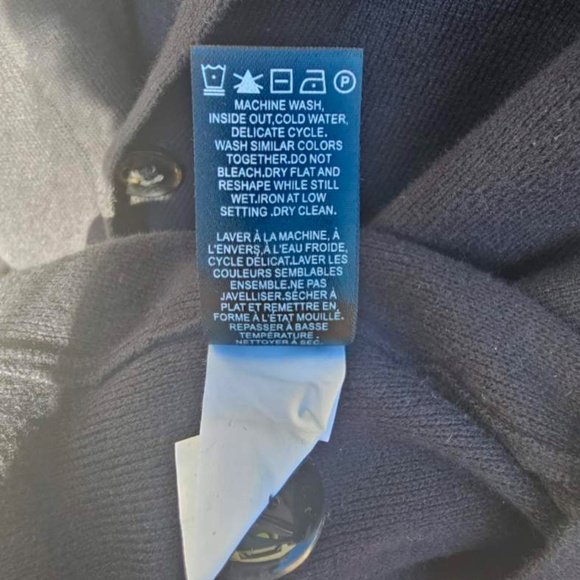 P
MACHINE WASH,
INSIDE OUT,COLD WATER,
DELICATE CYCLE.
WASH SIMILAR COLORS
TOGETHER.DO NOT
BLEACH.DRY FLAT AND
RESHAPE WHILE STILL
WET.IRON AT LOW
SETTING .DRY CLEAN.
LAVER À LA MACHINE, À
L'ENVERS,À L'EAU FROIDE,
CYCLE DÉLICAT.LAVER LES
COULEURS SEMBLABLES
ENSEMBLE.NE PAS
JAVELLISER.SÉCHER À
PLAT ET REMETTRE EN
FORME À L'ÉTAT MOUILLÉ.
REPASSER À BASSE
TEMPÉRATURE .
NETTOYER À SEC.